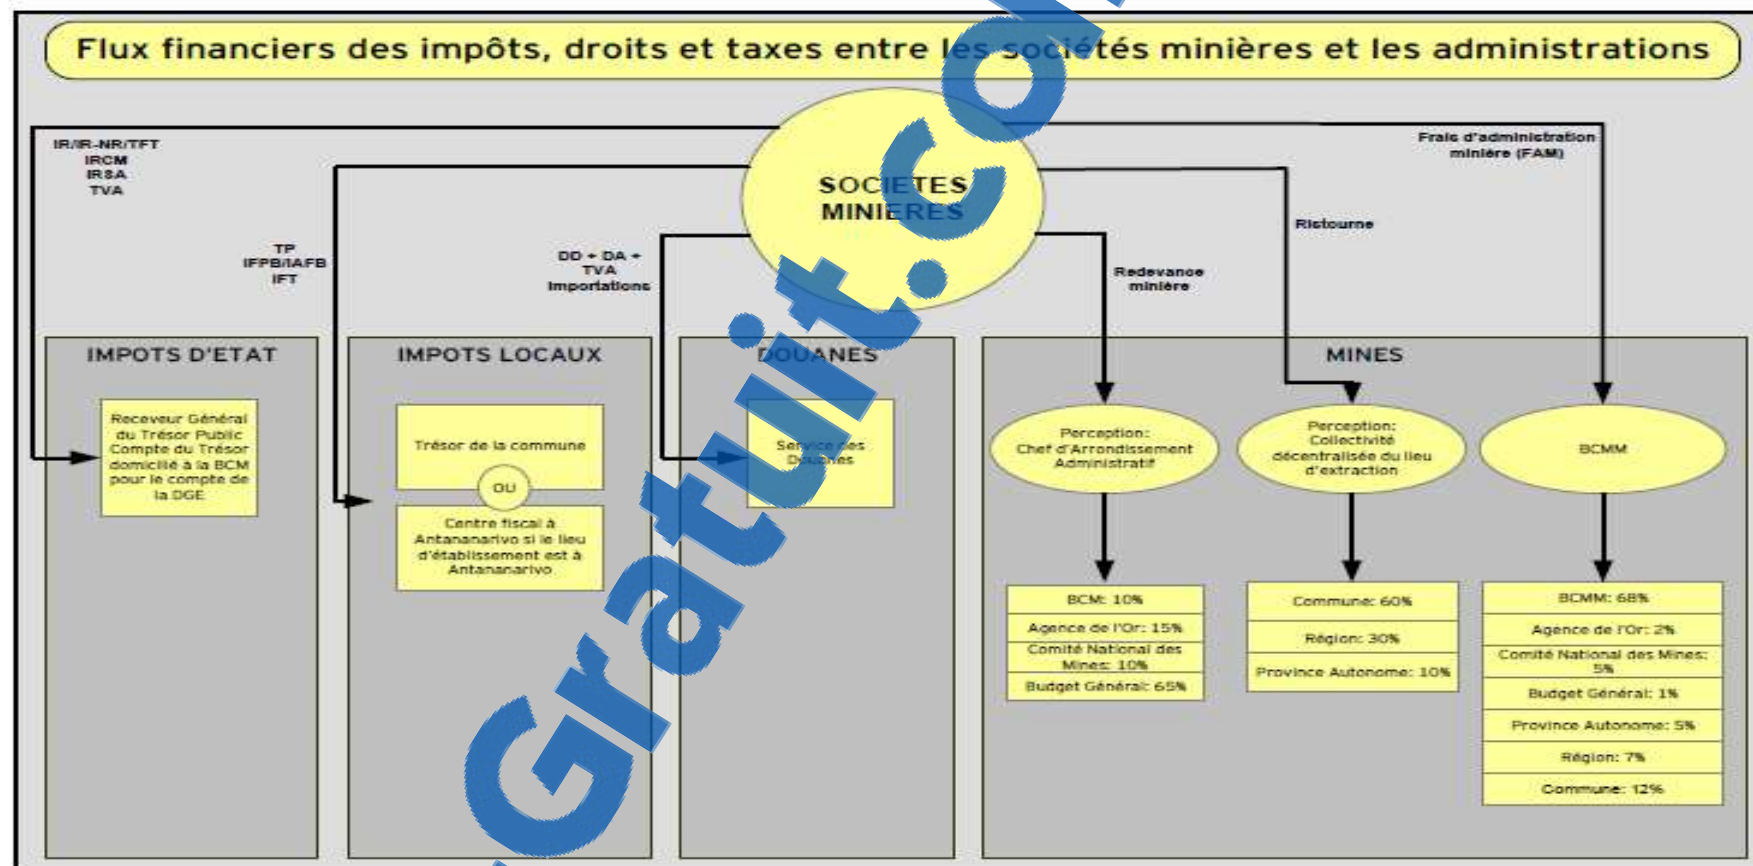 Flux financiers des impôts, droits et taxes entre les sociétés minières et les administrations
SOCIETES
MINIERES
IR/IR-NR/TFT
IRCM
IRSA
TVA
TP
IFPB/IAFB
IFT
DD + DA +
TVA
Importations
Redevance
minière
Ristourne
Frais d'administration
minière (FAM)
IMPOTS D'ETAT
Receveur Général
du Trésor Public
Compte du Trésor
domicilié à la BCM
pour le compte de
la DGE
IMPOTS LOCAUX
Trésor de la commune
OU
Centre fiscal à
Antananarivo si le lieu
d'établissement est à
Antananarivo
DOUANES
Service des
Douanes
MINES
Perception:
Chef d'Arrondissement
Administratif
BCM: 10%
Agence de l'Or: 15%
Comité National des
Mines: 10%
Budget Général: 65%
Perception:
Collectivité
décentralisée du lieu
d'extraction
Commune: 60%
Région: 30%
Province Autonome: 10%
BCMM
BCMM: 68%
Agence de l'Or: 2%
Comité National des Mines:
5%
Budget Général: 1%
Province Autonome: 5%
Région: 7%
Commune: 12%
Gratuit.com